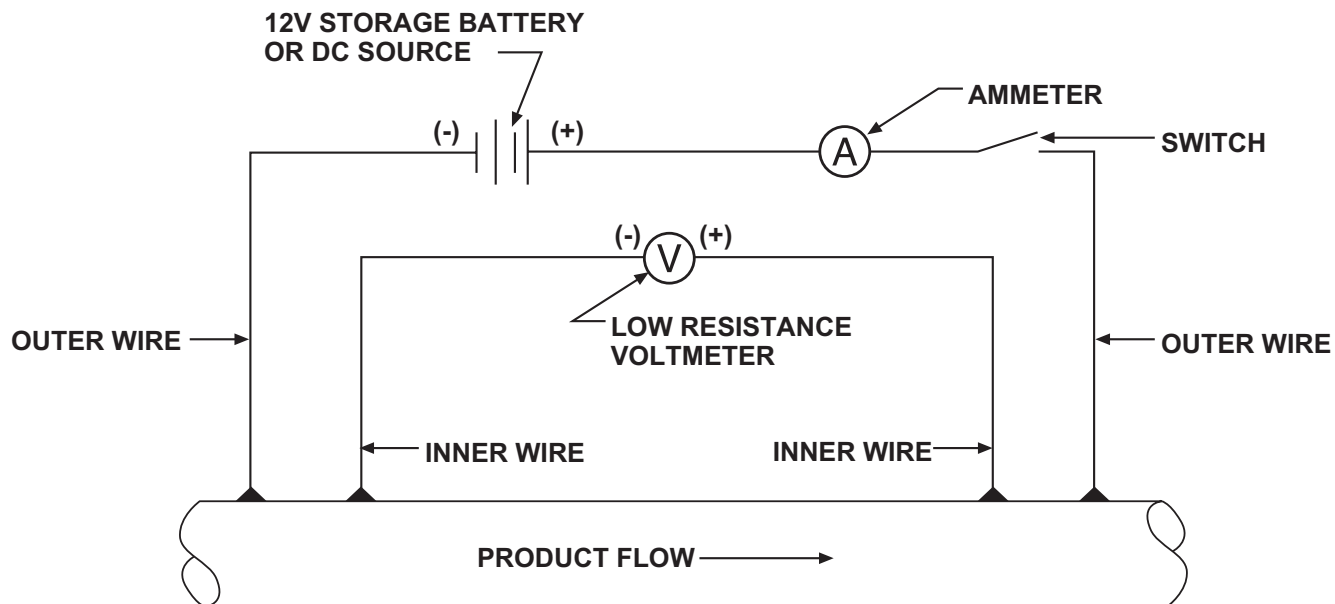 12V STORAGE BATTERY
OR DC SOURCE
AMMETER
(-)
(+)
A
SWITCH
(-)
(+)
V
OUTER WIRE
LOW RESISTANCE
VOLTMETER
OUTER WIRE
INNER WIRE
INNER WIRE
PRODUCT FLOW